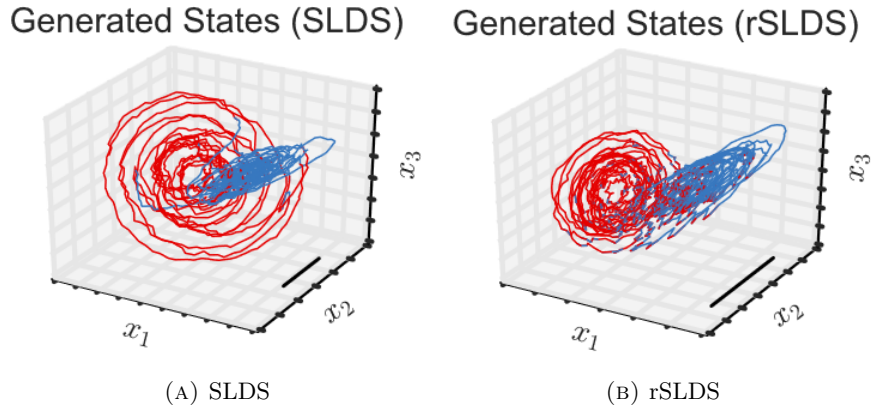 Generated States (SLDS)
Generated States (rSLDS)
x₃
x₃
x₂
x₂
x₁
x₁
(A) SLDS
(B) rSLDS